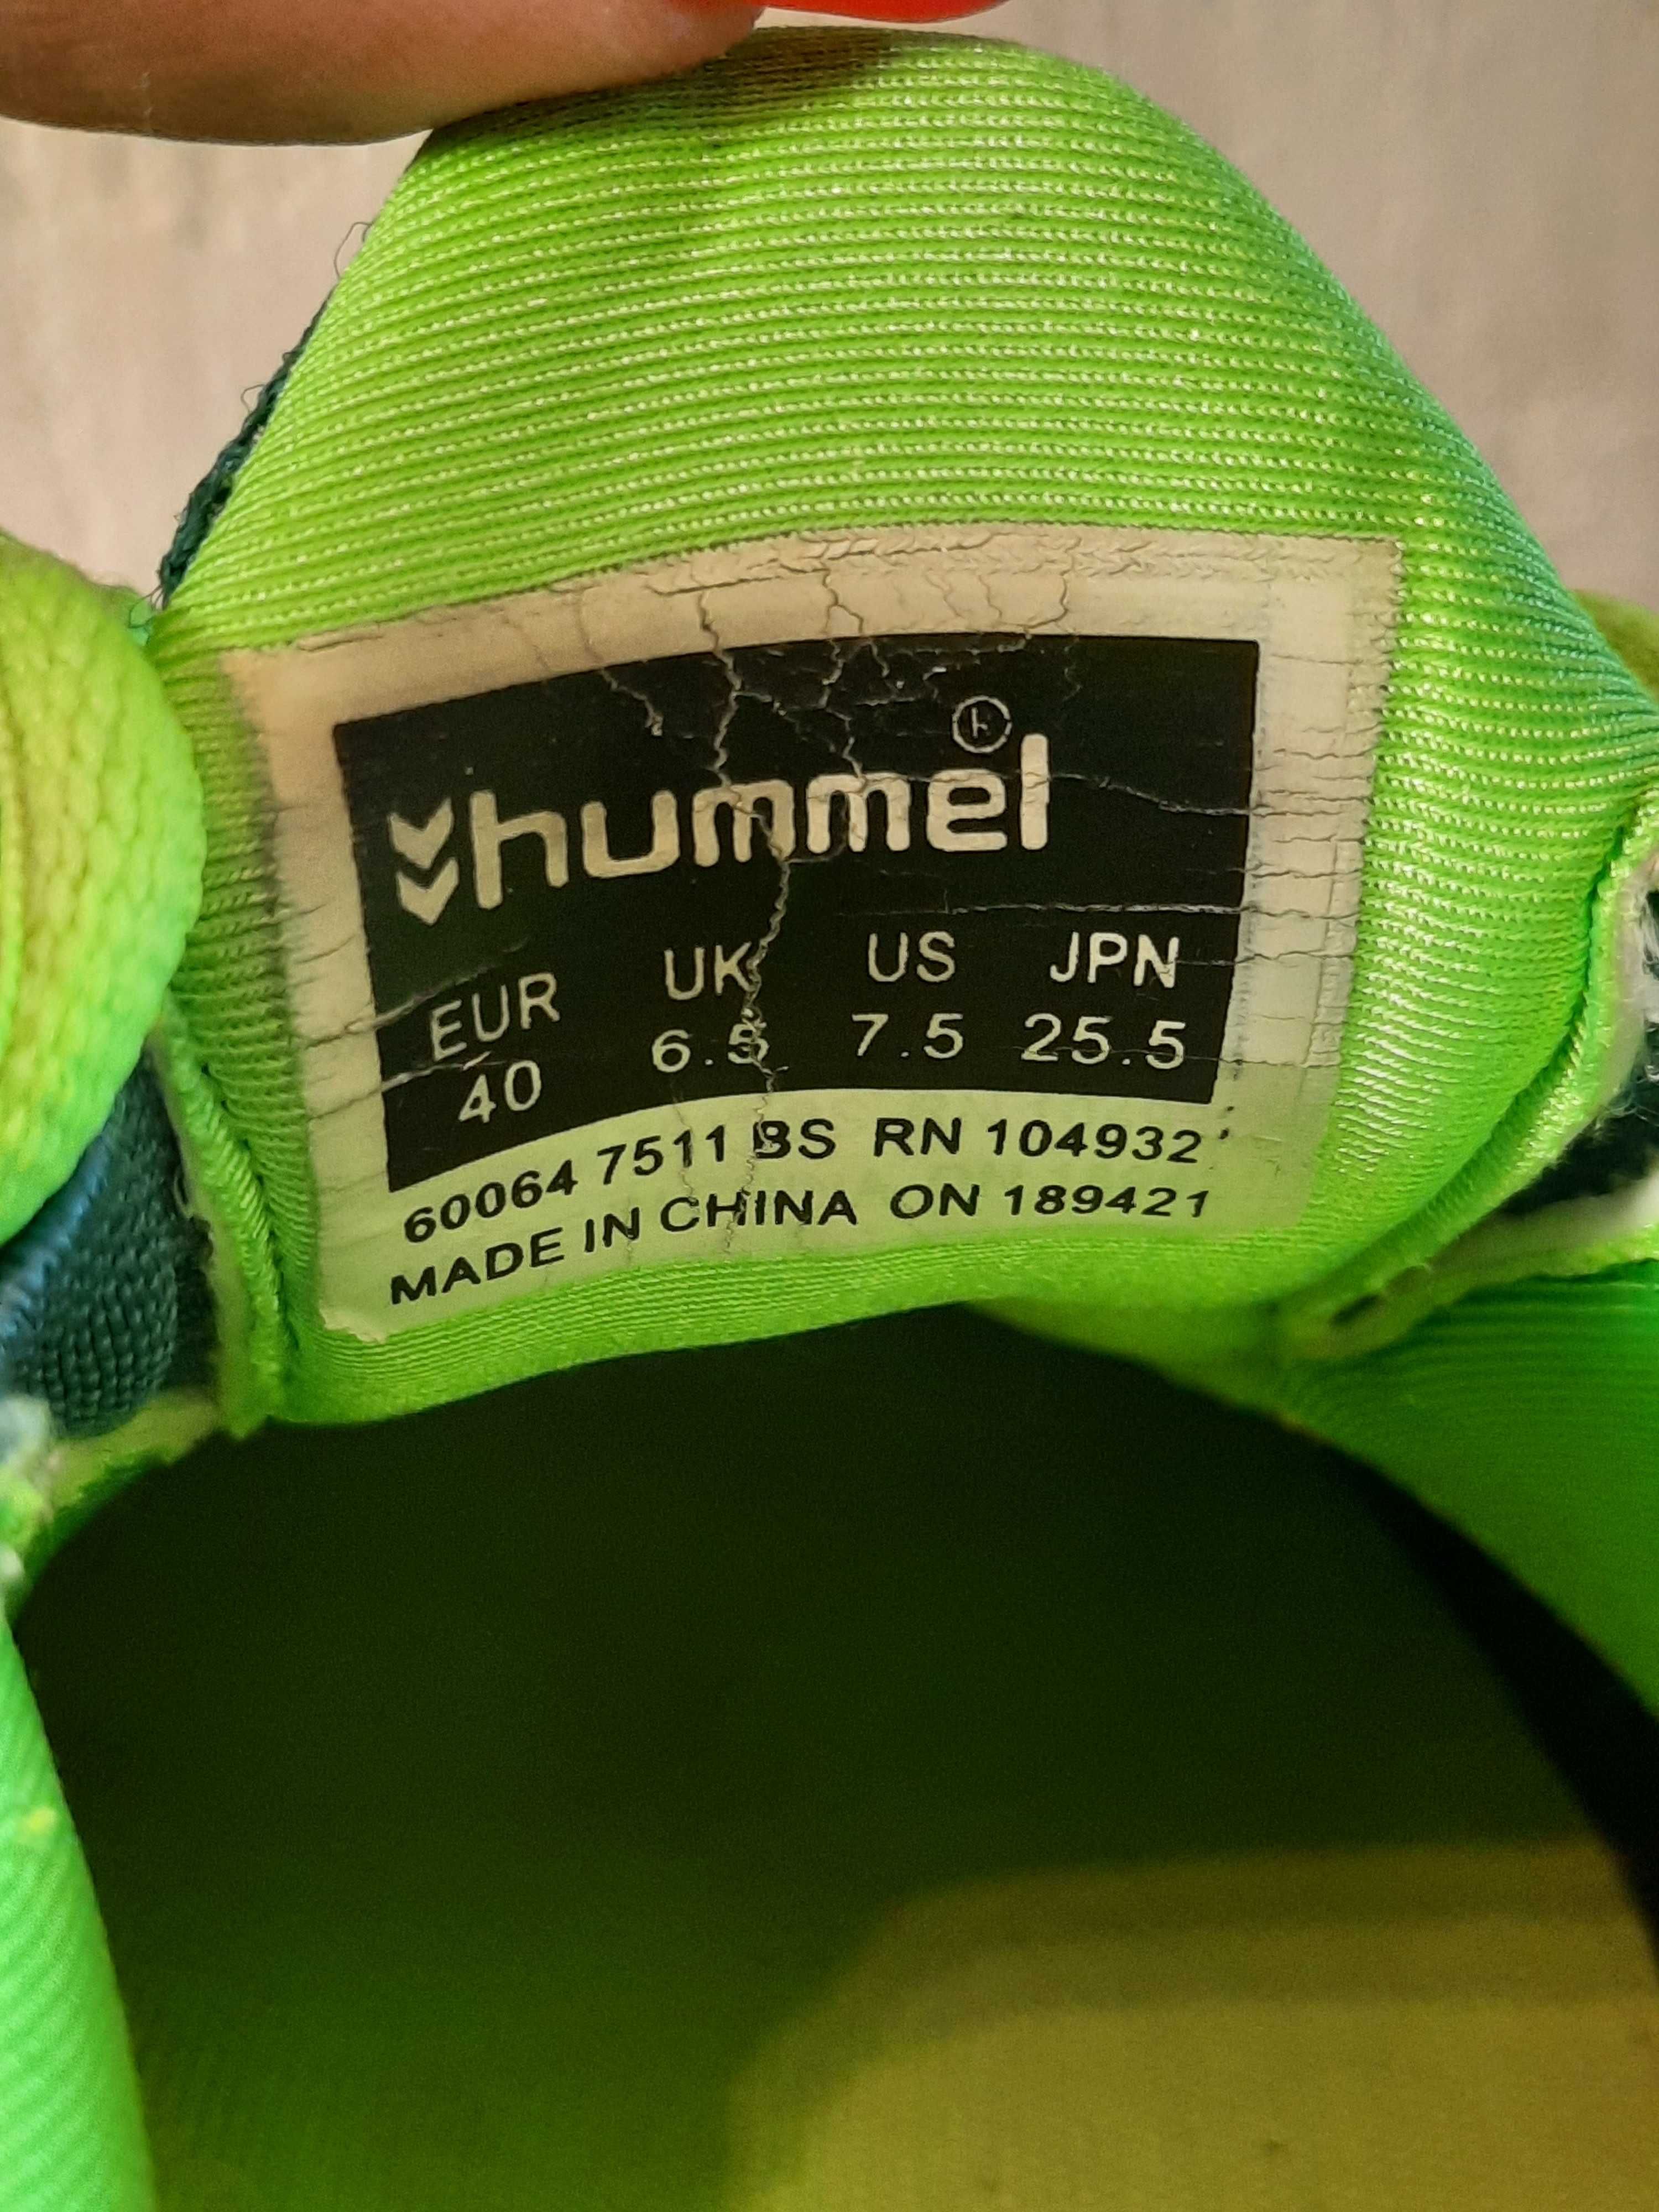 hummel
EUR UK US JPN
40 6.5 7.5 25.5
60064 7511 BS RN 104932
MADE IN CHINA ON 189421